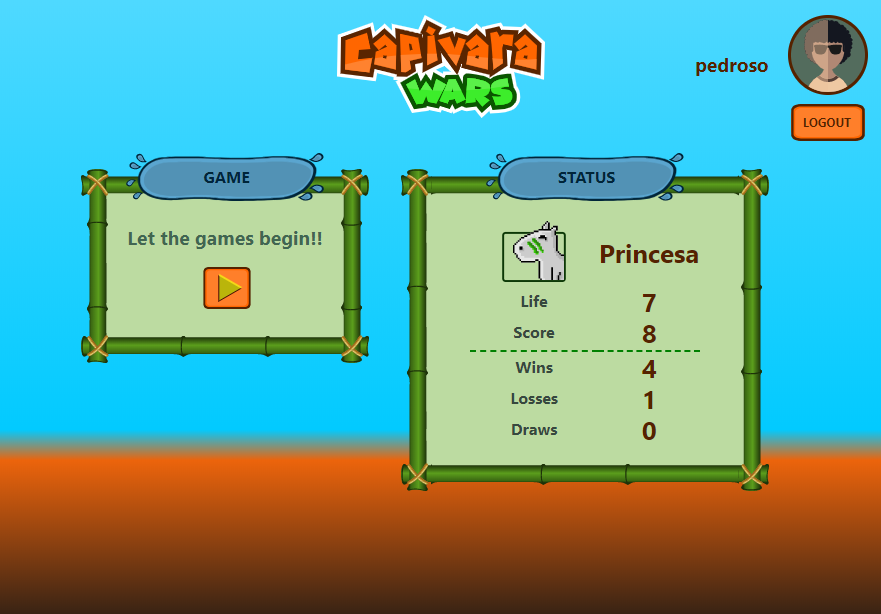 Capivara
WARS
pedroso
LOGOUT
GAME
Let the games begin!!
STATUS
Princesa
Life 7
Score 8
Wins 4
Losses 1
Draws 0